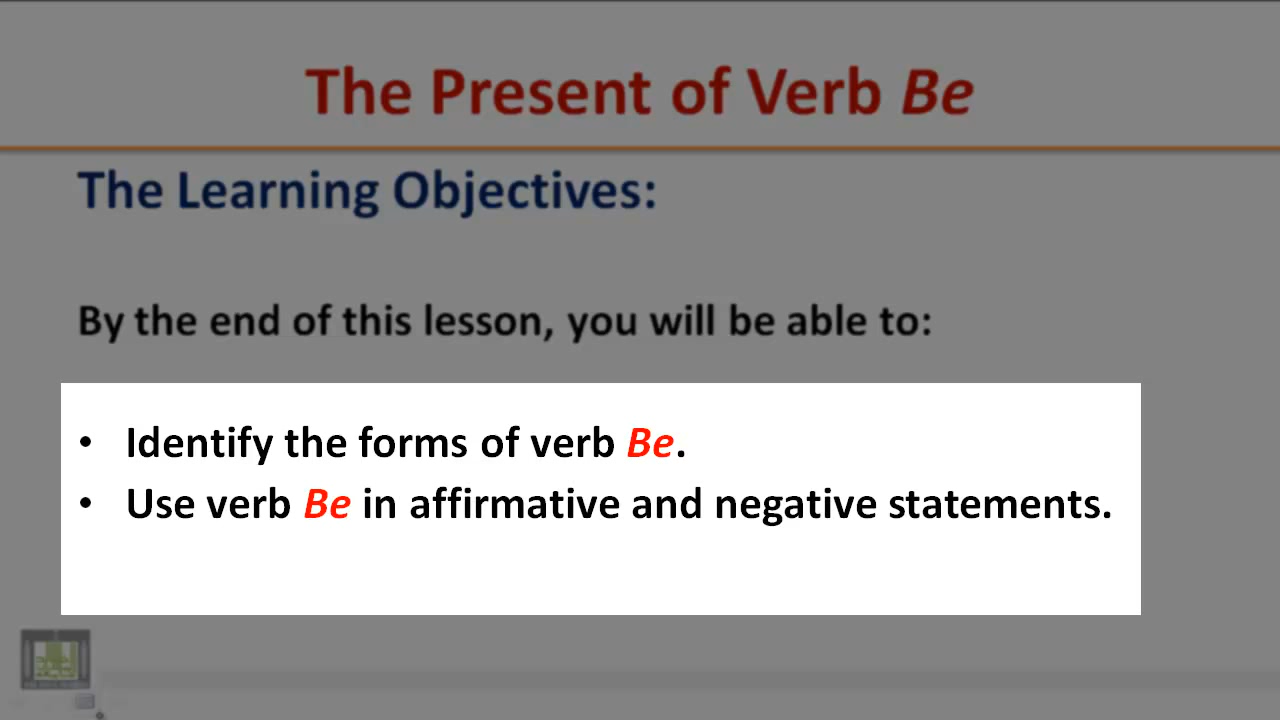 The Present of Verb Be
The Learning Objectives:
By the end of this lesson, you will be able to:
• Identify the forms of verb Be.
• Use verb Be in affirmative and negative statements.